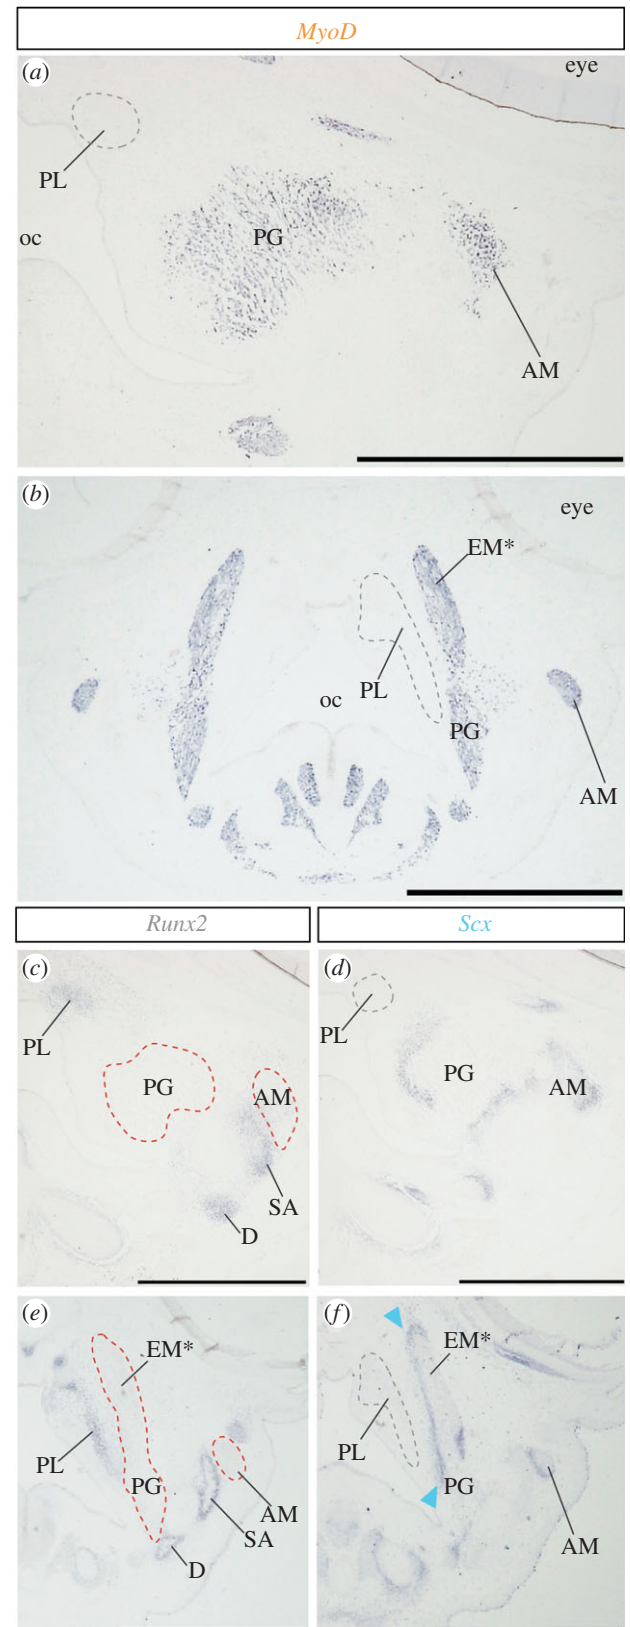 MyoD
(a)
eye
PL
oc
PG
AM
(b)
eye
EM*
PL
oc
PG
AM
Runx2
Scx
(c)
PL
PG
AM
SA
D
(d)
PL
PG
AM
(e)
EM*
PL
PG
AM
SA
D
(f)
EM*
PL
PG
AM